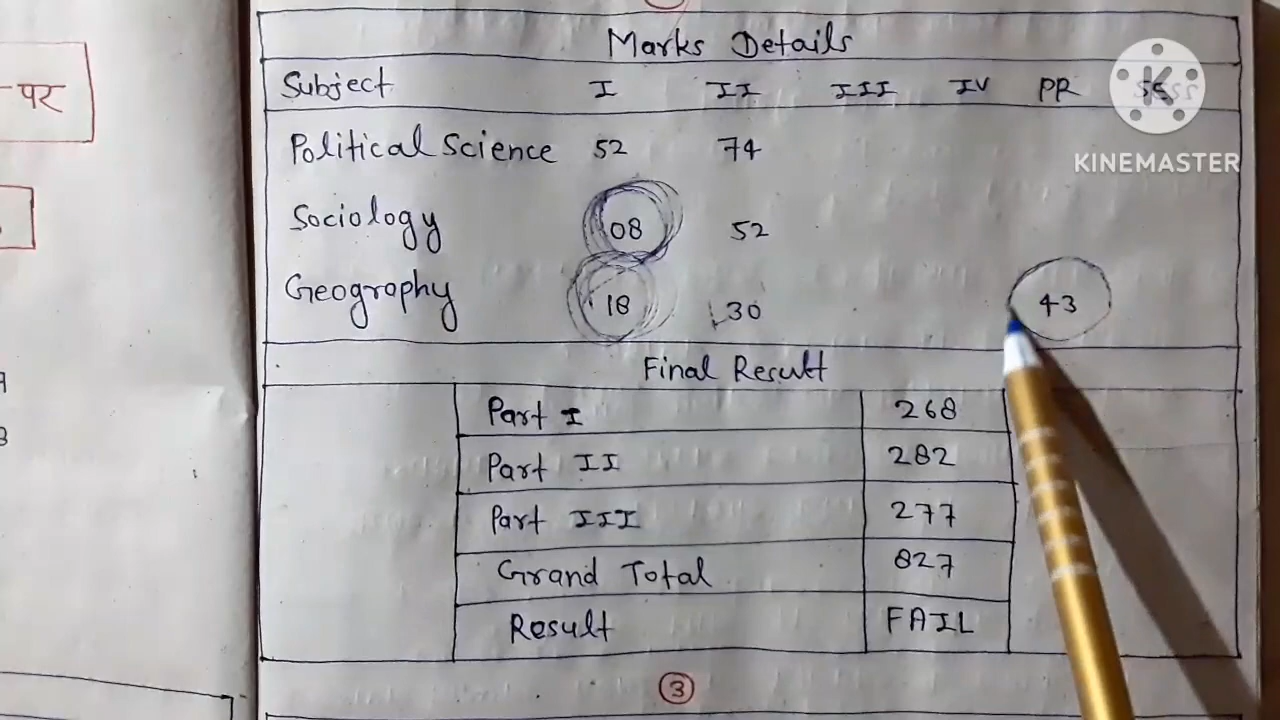 पर
Marks Details
Subject I II III IV PR
KINEMASTER
Political Science 52 74
Sociology 08 52
Geography 18 30 43
Final Result
Part I 268
Part II 282
Part III 277
Grand Total 827
Result FAIL
3